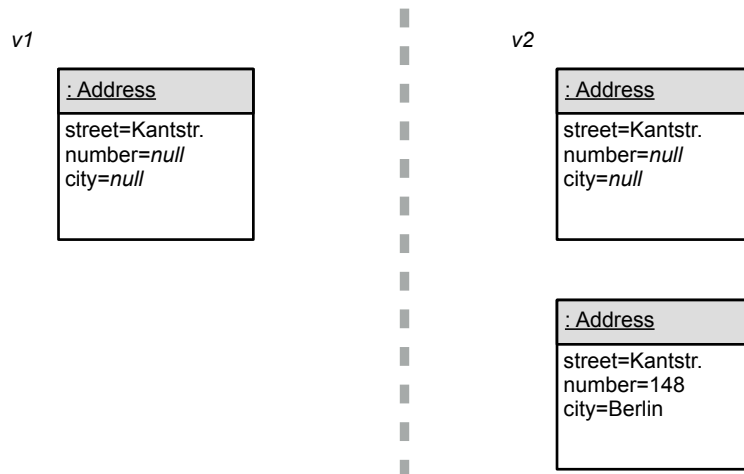 v1
: Address
street=Kantstr.
number=null
city=null
v2
: Address
street=Kantstr.
number=null
city=null
: Address
street=Kantstr.
number=148
city=Berlin